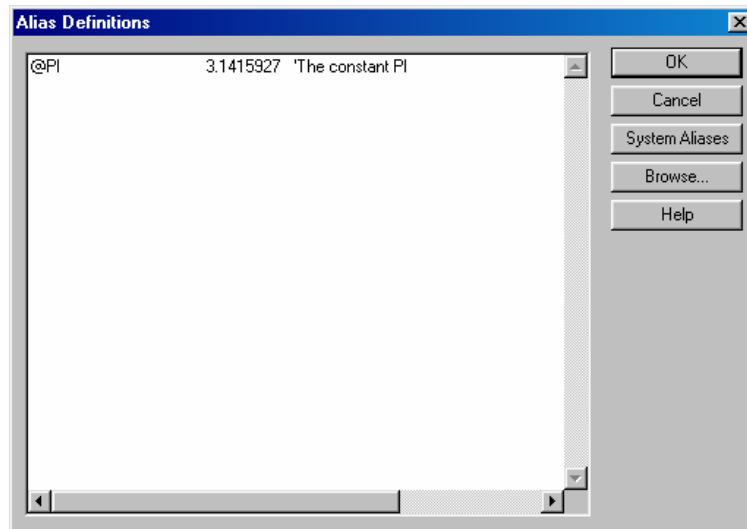 Alias Definitions
@PI 3.1415927 'The constant PI
OK
Cancel
System Aliases
Browse...
Help